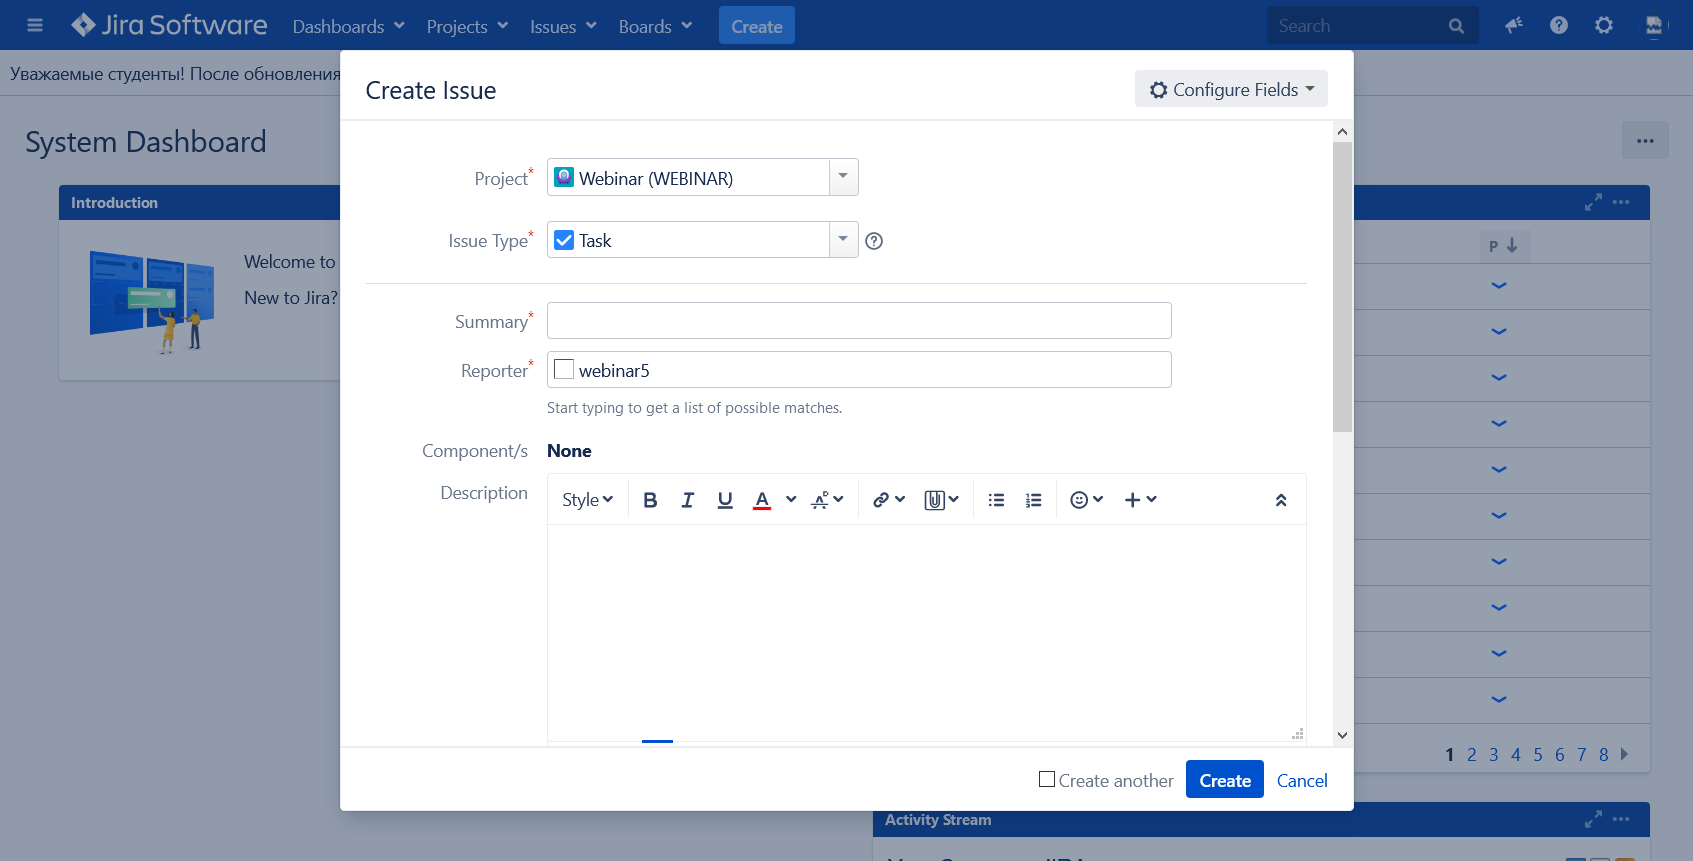 Jira Software Dashboards Projects Issues Boards Create Search
Уважаемые студенты! После обновления
System Dashboard
Introduction
Welcome to
New to Jira?
Create Issue
Configure Fields
Project* Webinar (WEBINAR)
Issue Type* Task
Summary*
Reporter* webinar5
Start typing to get a list of possible matches.
Component/s None
Description
Style B I U A
Create another Create Cancel
P
1 2 3 4 5 6 7 8
Activity Stream